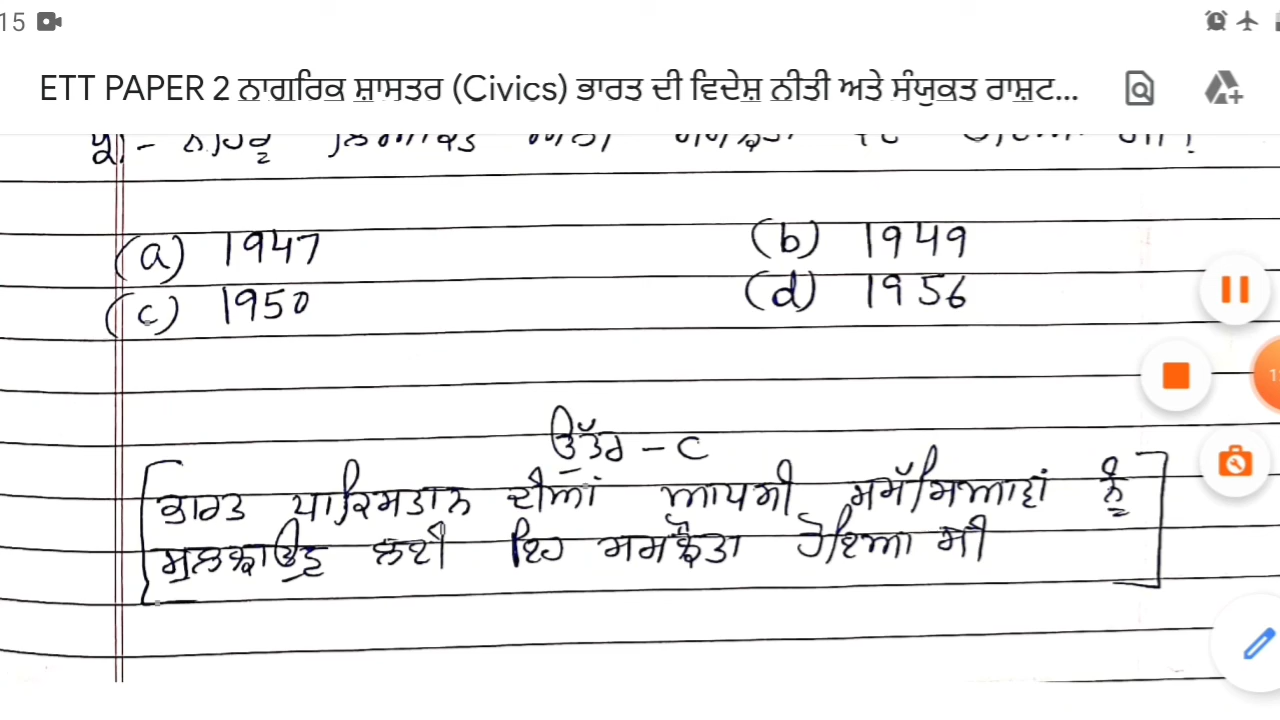 15
ETT PAPER 2 ਨਾਗਰਿਕ ਸ਼ਾਸਤਰ (Civics) ਭਾਰਤ ਦੀ ਵਿਦੇਸ਼ ਨੀਤੀ ਅਤੇ ਸੰਯੁਕਤ ਰਾਸ਼ਟ...
ਪ੍ਰ:- ਨਹਿਰੂ
(a) 1947 (b) 1949
(c) 1950 (d) 1956
ਉੱਤਰ - C
ਭਾਰਤ ਪਾਕਿਸਤਾਨ ਦੀਆਂ ਆਪਸੀ ਸਮੱਸਿਆਵਾਂ ਨੂੰ
ਸੁਲਝਾਉਣ ਲਈ ਇਹ ਸਮਝੌਤਾ ਹੋਇਆ ਸੀ